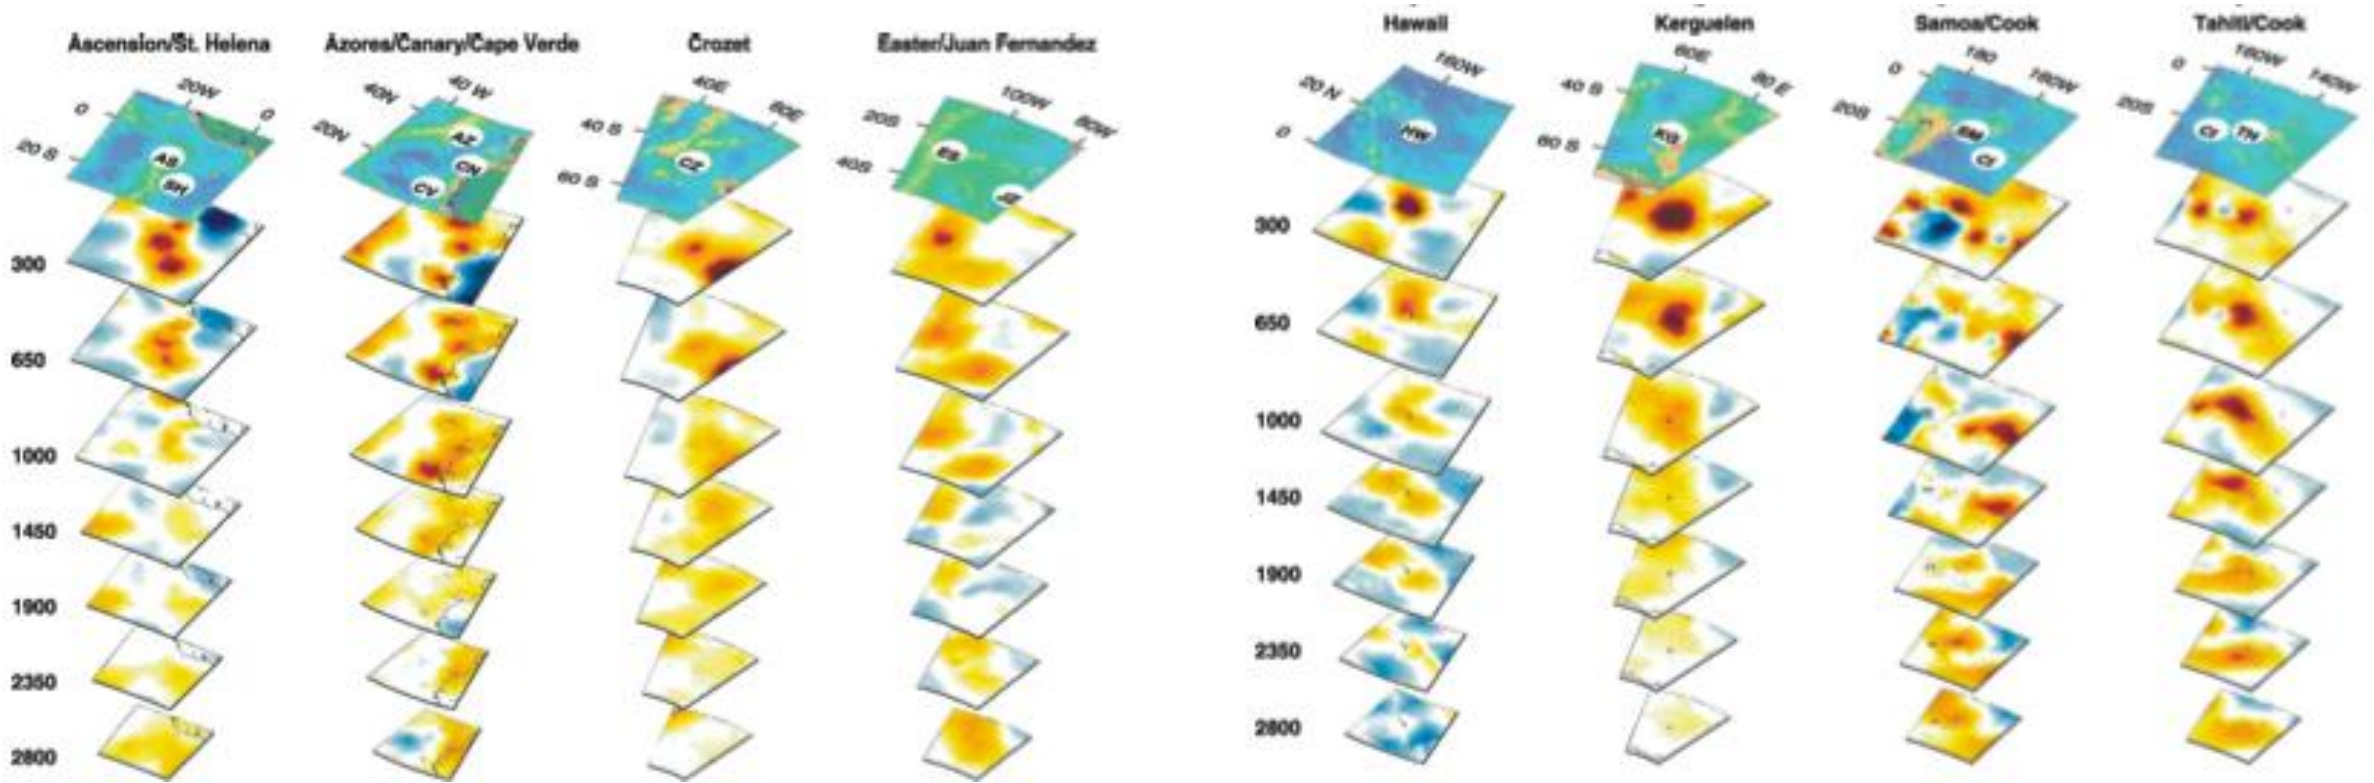 Ascension/St. Helena
Azores/Canary/Cape Verde
Crozet
Easter/Juan Fernandez
20W
0
0
20 S
AS
SH
40 W
40N
20N
AZ
CN
CV
40E
60E
40 S
60 S
CZ
100W
80W
20S
40S
ES
JF
300
650
1000
1450
1900
2350
2800
Hawaii
Kerguelen
Samoa/Cook
Tahiti/Cook
160W
20 N
0
HW
60E
80 E
40 S
60 S
KG
180
160W
0
20S
SM
CI
160W
140W
0
20S
CI
TH
300
650
1000
1450
1900
2350
2800